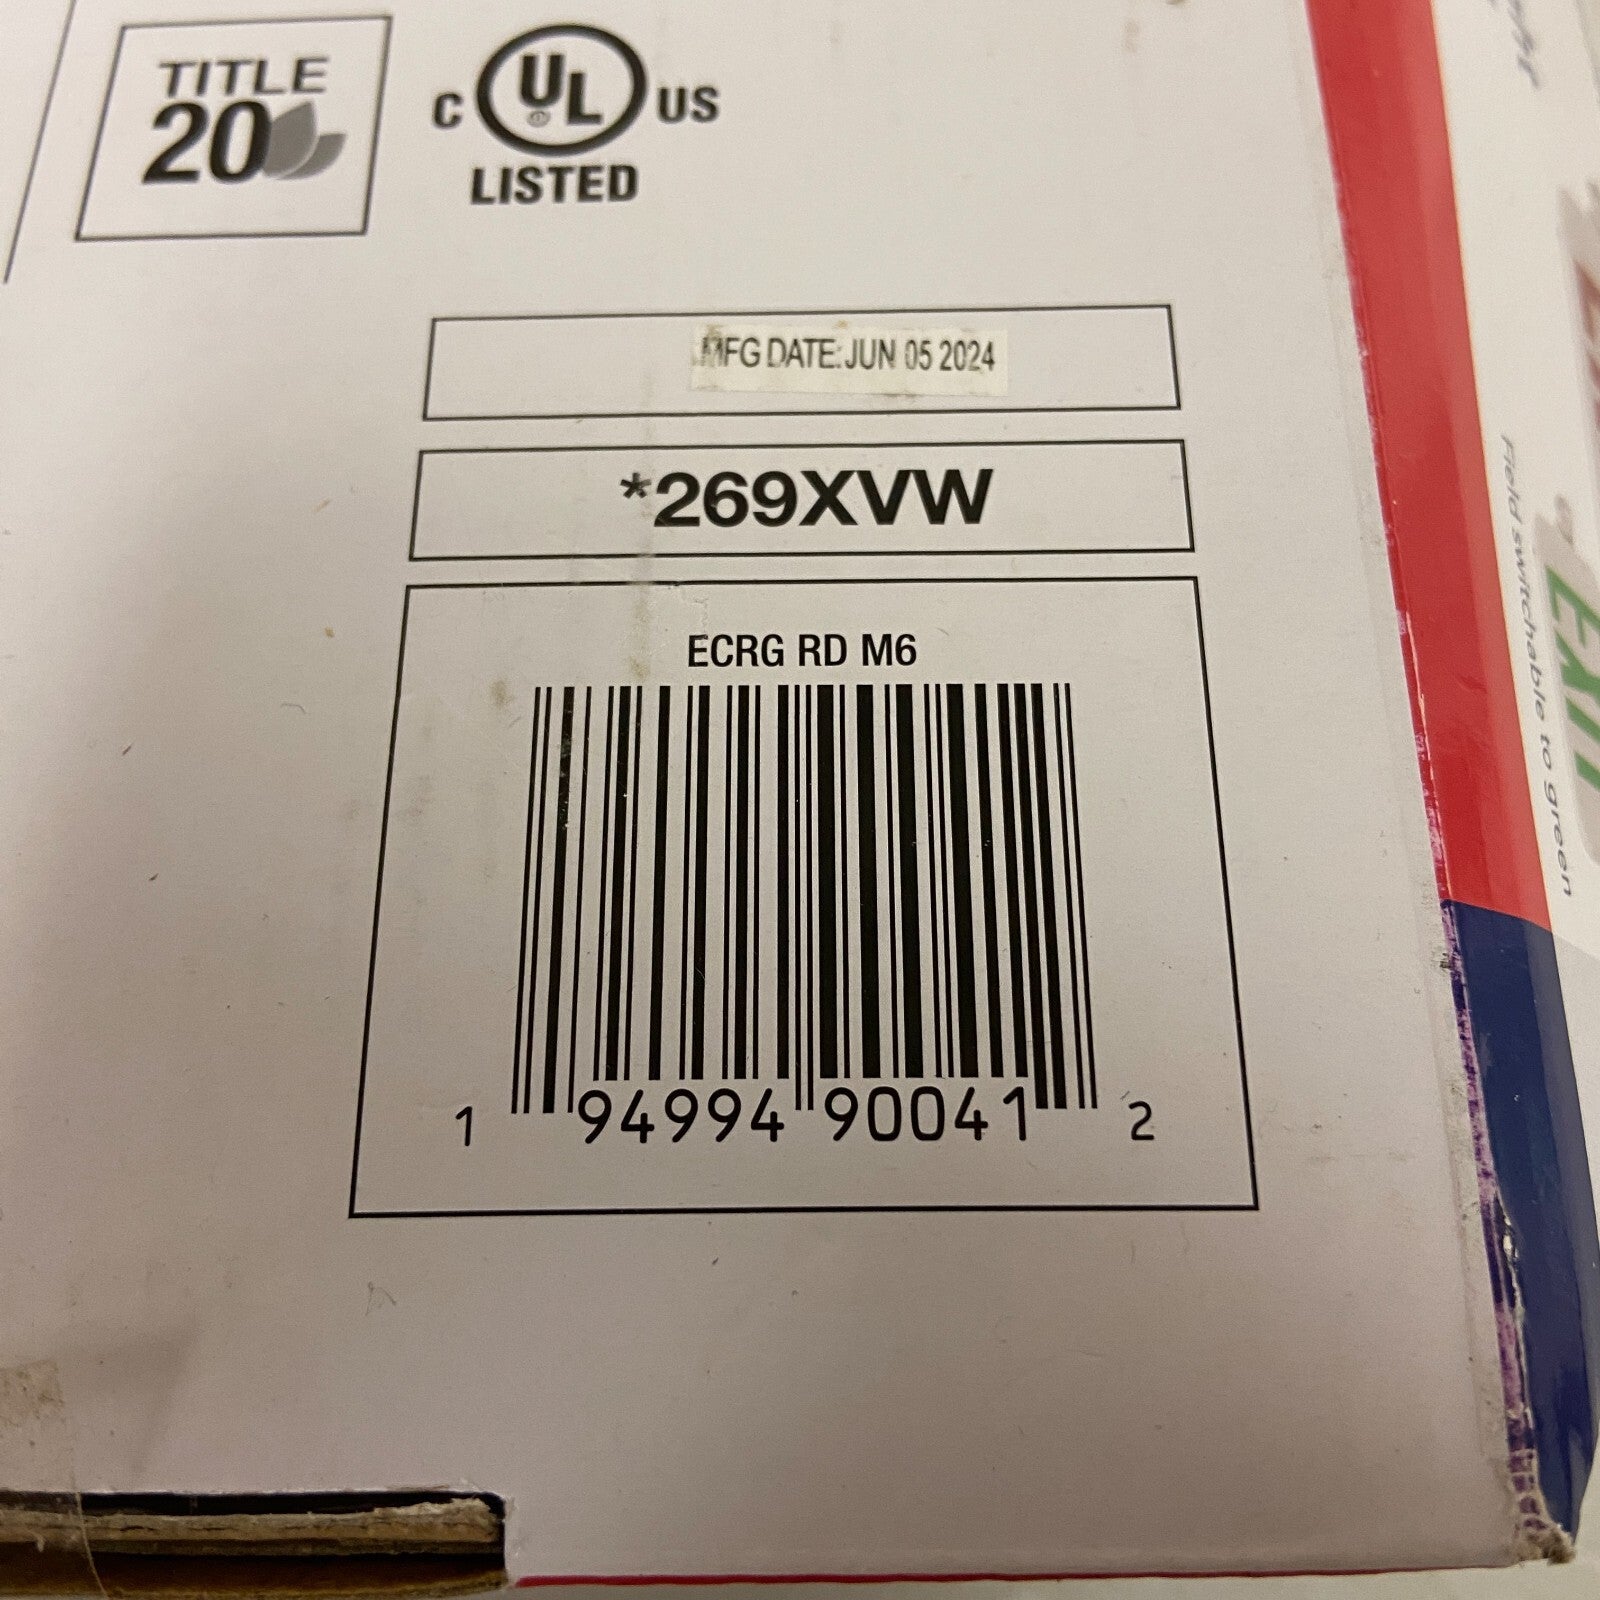 TITLE
20
C UL US
LISTED
MFG DATE: JUN 05 2024
*269XVW
ECRG RD M6
1 94994 90041 2
EXIT
Field switchable to green